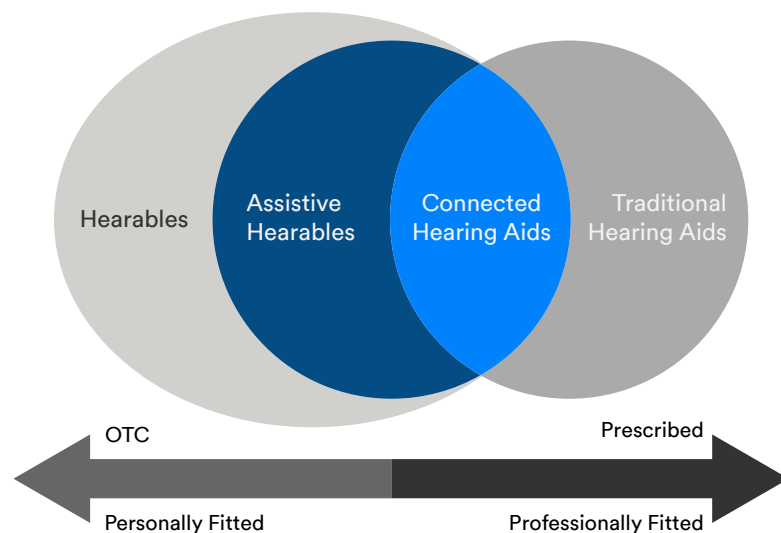 Hearables
Assistive
Hearables
Connected
Hearing Aids
Traditional
Hearing Aids
OTC
Prescribed
Personally Fitted
Professionally Fitted